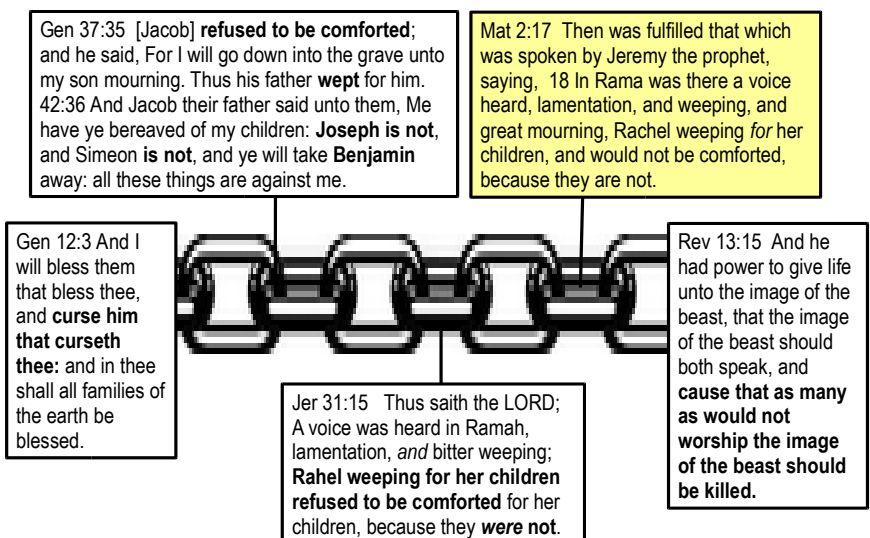 Gen 37:35 [Jacob] refused to be comforted;
and he said, For I will go down into the grave unto
my son mourning. Thus his father wept for him.
42:36 And Jacob their father said unto them, Me
have ye bereaved of my children: Joseph is not,
and Simeon is not, and ye will take Benjamin
away: all these things are against me.
Mat 2:17 Then was fulfilled that which
was spoken by Jeremy the prophet,
saying, 18 In Rama was there a voice
heard, lamentation, and weeping, and
great mourning, Rachel weeping for her
children, and would not be comforted,
because they are not.
Gen 12:3 And I
will bless them
that bless thee,
and curse him
that curseth
thee: and in thee
shall all families of
the earth be
blessed.
Jer 31:15 Thus saith the LORD;
A voice was heard in Ramah,
lamentation, and bitter weeping;
Rahel weeping for her children
refused to be comforted for her
children, because they were not.
Rev 13:15 And he
had power to give life
unto the image of the
beast, that the image
of the beast should
both speak, and
cause that as many
as would not
worship the image
of the beast should
be killed.